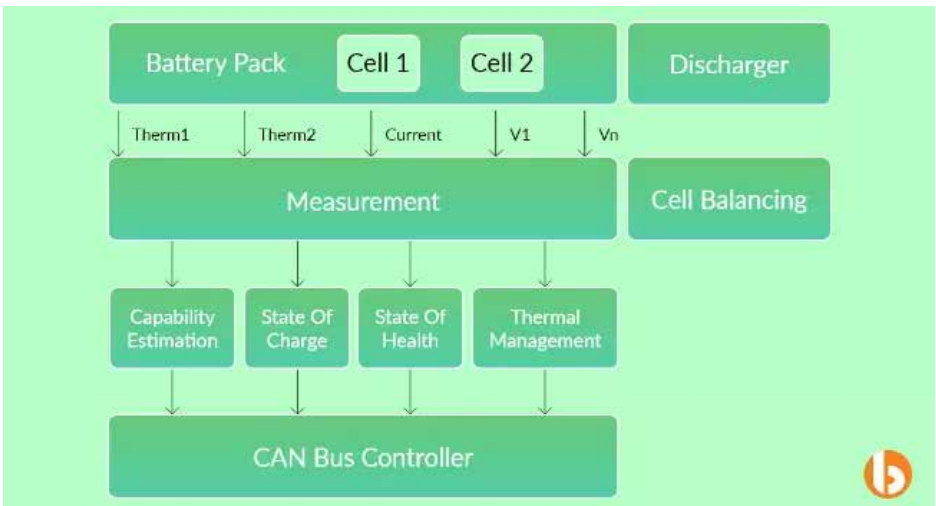 Battery Pack Cell 1 Cell 2 Discharger
Therm1 Therm2 Current V1 Vn
Measurement Cell Balancing
Capability Estimation
State Of Charge
State Of Health
Thermal Management
CAN Bus Controller
b